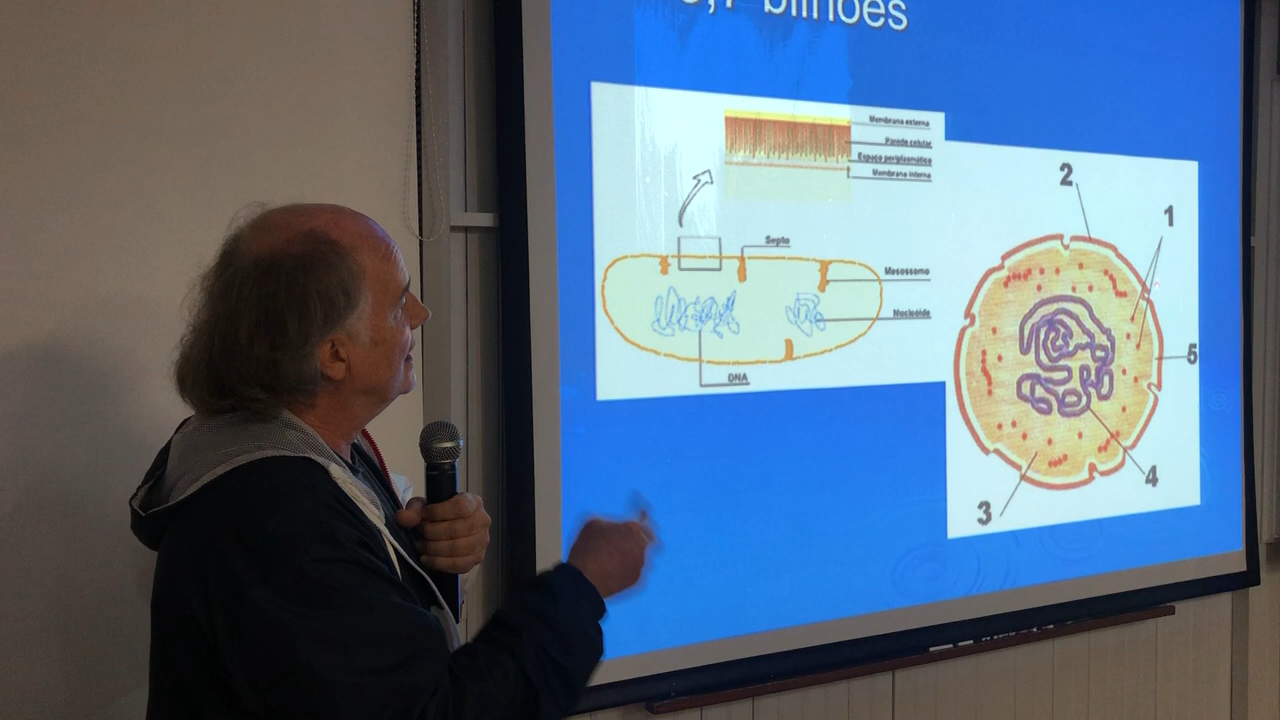 bilhões
Membrana externa
Parede celular
Espaço periplasmático
Membrana interna
Septo
Mesossomo
Nucleóide
DNA
2
1
5
4
3